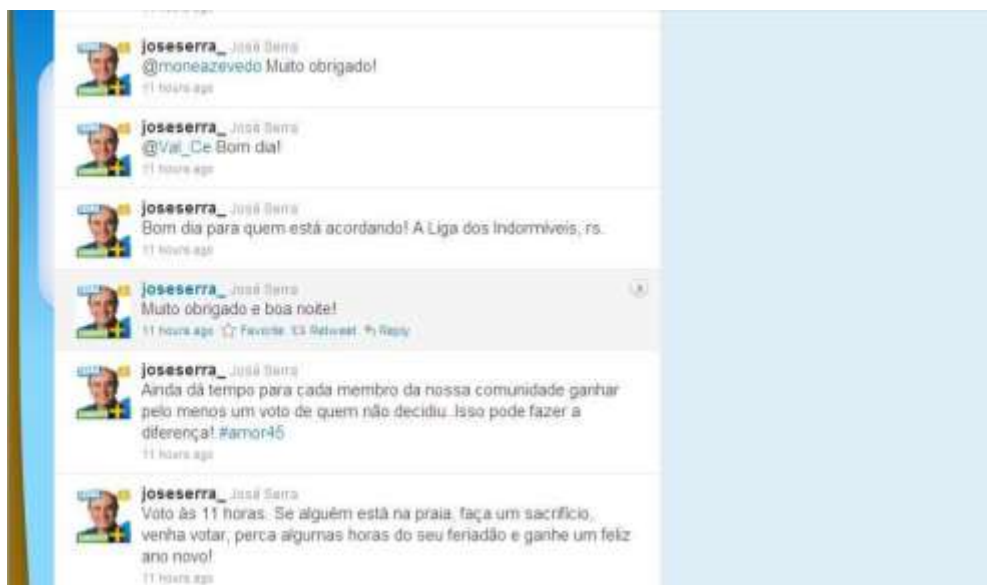 joseserra_ José Serra
@moneazevedo Muito obrigado!
11 hours ago
joseserra_ José Serra
@Val_Ce Bom dia!
11 hours ago
joseserra_ José Serra
Bom dia para quem está acordando! A Liga dos Indormíveis, rs.
11 hours ago
joseserra_ José Serra
Muito obrigado e boa noite!
11 hours ago Favorite Retweet Reply
joseserra_ José Serra
Ainda dá tempo para cada membro da nossa comunidade ganhar
pelo menos um voto de quem não decidiu. Isso pode fazer a
diferença! #amor45
11 hours ago
joseserra_ José Serra
Voto às 11 horas. Se alguém está na praia, faça um sacrifício,
venha votar, perca algumas horas do seu feriadão e ganhe um feliz
ano novo!
11 hours ago